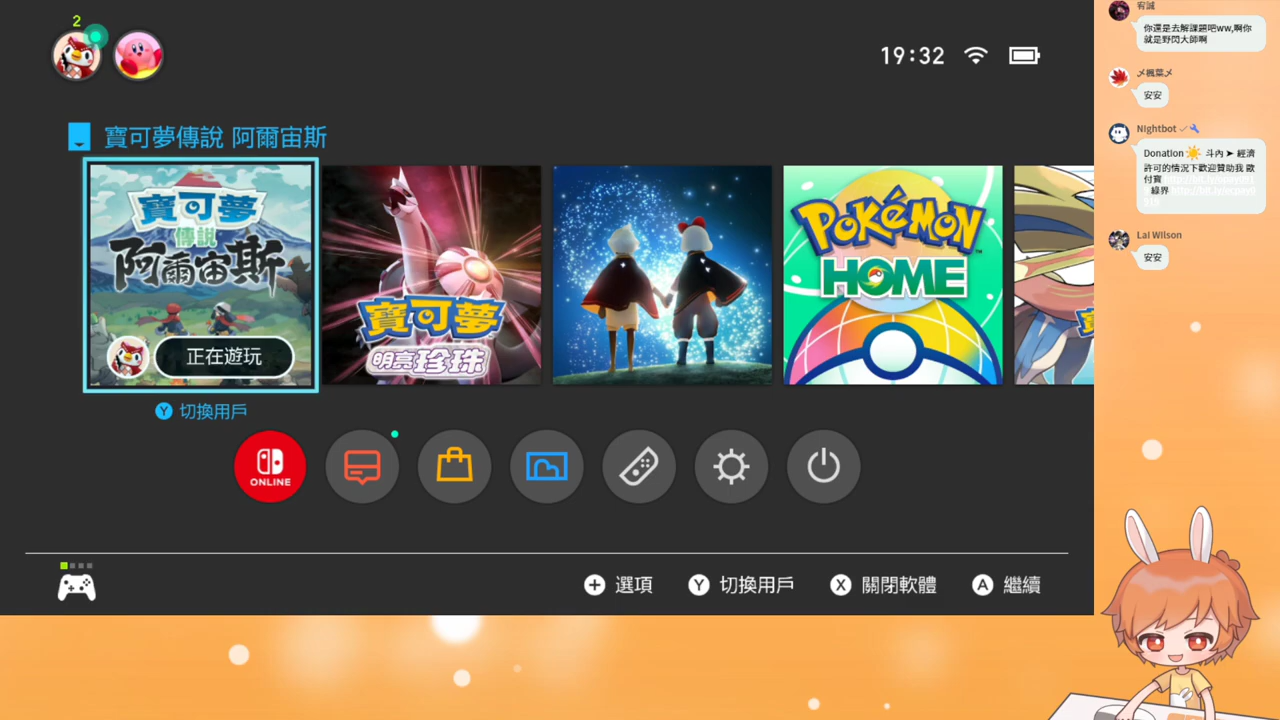 2
19:32
寶可夢傳說 阿爾宙斯
寶可夢
傳說
阿爾宙斯
正在遊玩
寶可夢
明亮珍珠
POKéMON
HOME
寶
Y 切換用戶
ONLINE
+ 選項
Y 切換用戶
X 關閉軟體
A 繼續
宥誠
你還是去解課題吧ww,啊你
就是野閃大師啊
乄楓葉乄
安安
Nightbot
Donation☀️ 斗內 ➤ 經濟
許可的情況下歡迎贊助我 歐
付寶
綠界
Lai Wilson
安安